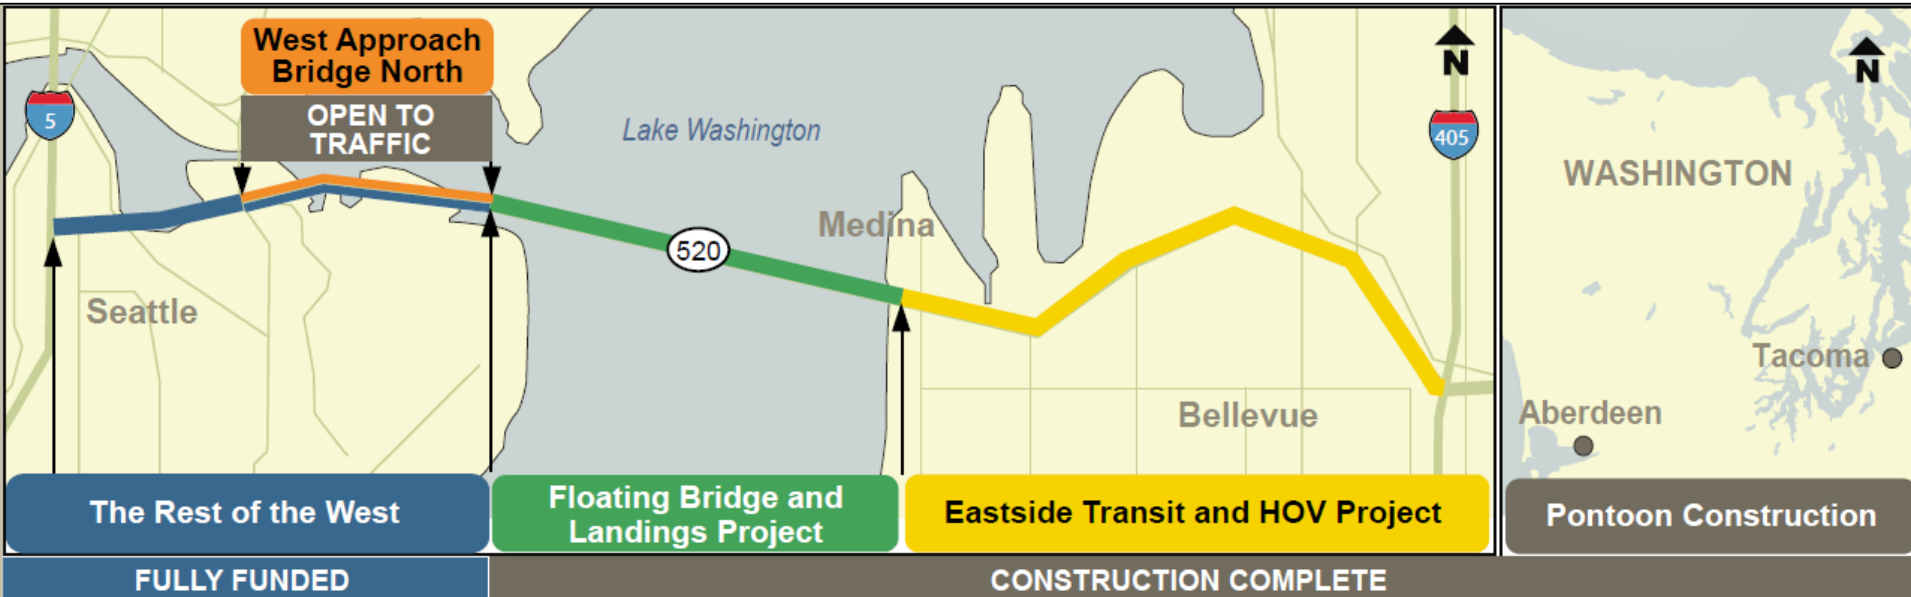 West Approach
Bridge North
OPEN TO
TRAFFIC
5
Lake Washington
N
405
Medina
520
Seattle
Bellevue
The Rest of the West
Floating Bridge and
Landings Project
Eastside Transit and HOV Project
N
WASHINGTON
Tacoma
Aberdeen
Pontoon Construction
FULLY FUNDED
CONSTRUCTION COMPLETE